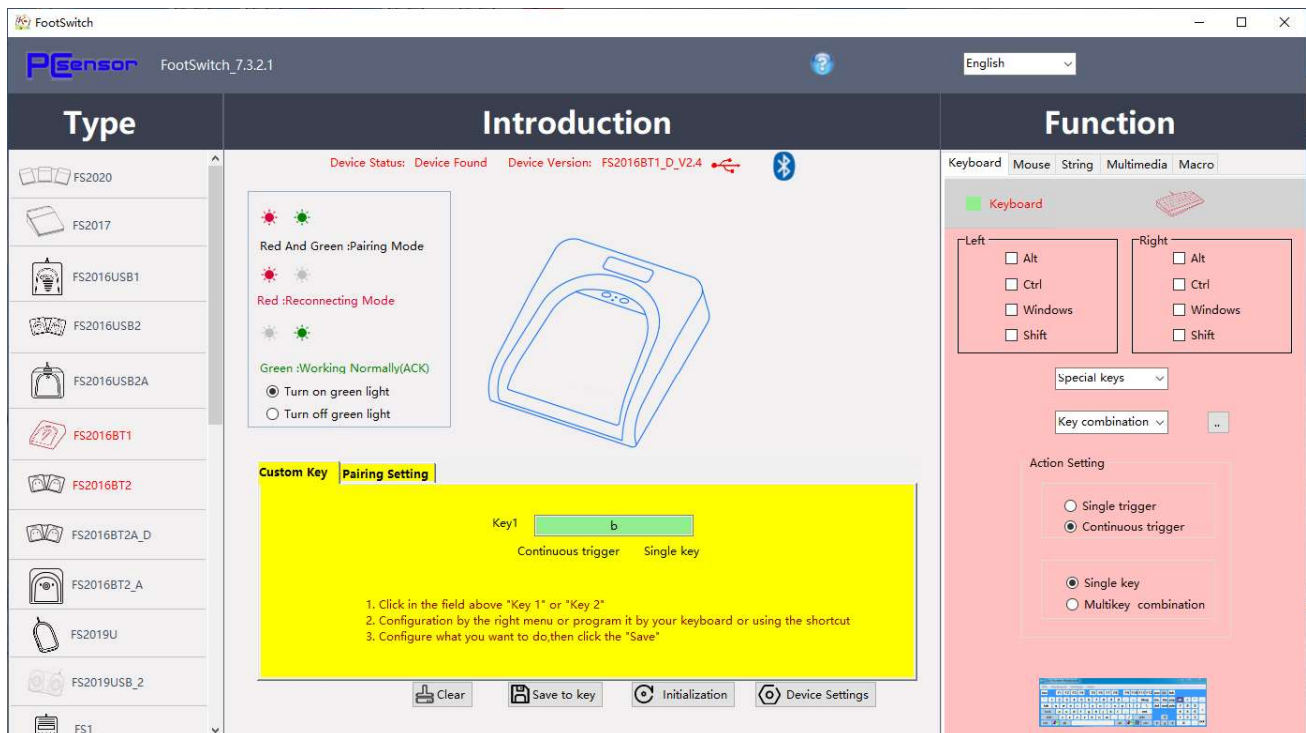 FootSwitch
PCsensor FootSwitch_7.3.2.1 English
Type Introduction Function
Device Status: Device Found Device Version: FS2016BT1_D_V2.4
Keyboard Mouse String Multimedia Macro
FS2020
FS2017
FS2016USB1
FS2016USB2
FS2016USB2A
FS2016BT1
FS2016BT2
FS2016BT2A_D
FS2016BT2_A
FS2019U
FS2019USB_2
FS1
Red And Green :Pairing Mode
Red :Reconnecting Mode
Green :Working Normally(ACK)
Turn on green light
Turn off green light
Custom Key Pairing Setting
Key1 b
Continuous trigger Single key
1. Click in the field above "Key 1" or "Key 2"
2. Configuration by the right menu or program it by your keyboard or using the shortcut
3. Configure what you want to do,then click the "Save"
Clear Save to key Initialization Device Settings
Keyboard
Left Right
Alt Alt
Ctrl Ctrl
Windows Windows
Shift Shift
Special keys
Key combination ..
Action Setting
Single trigger
Continuous trigger
Single key
Multikey combination